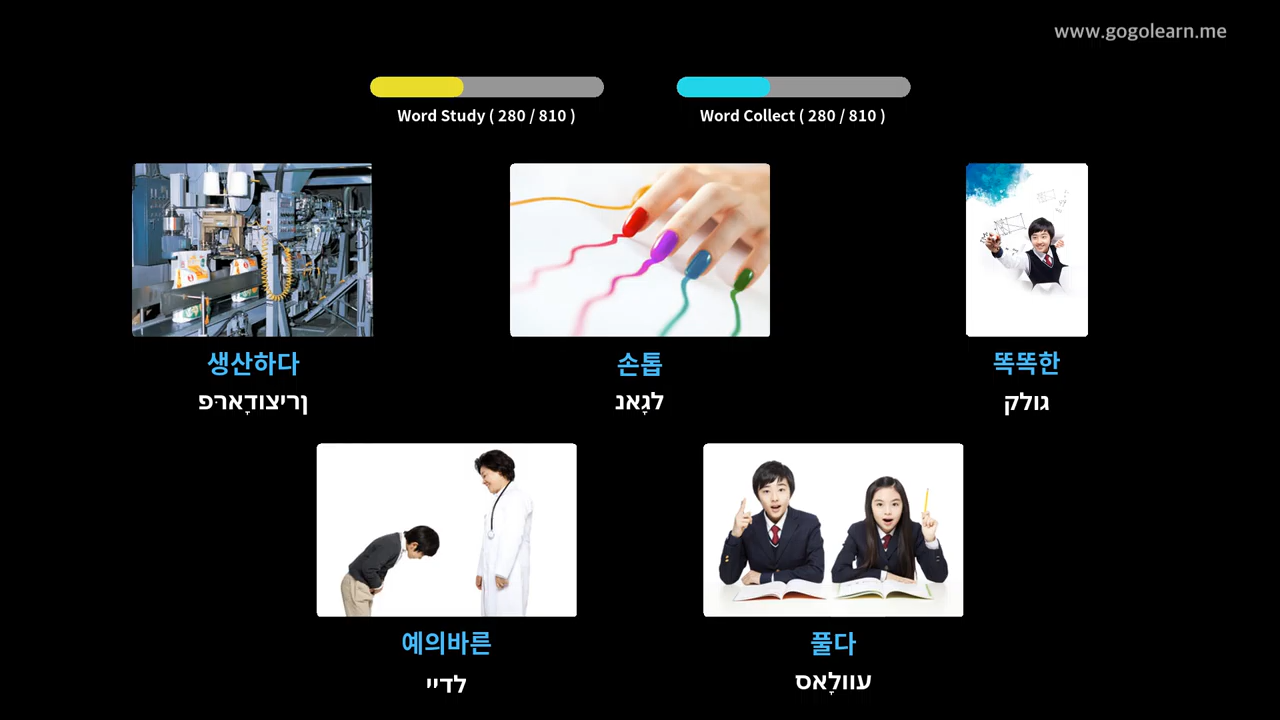 www.gogolearn.me
Word Study ( 280 / 810 )
Word Collect ( 280 / 810 )
생산하다
ןריצודָארּפ
손톱
לגָאנ
똑똑한
גולק
예의바른
לדיי
풀다
עוולָאס